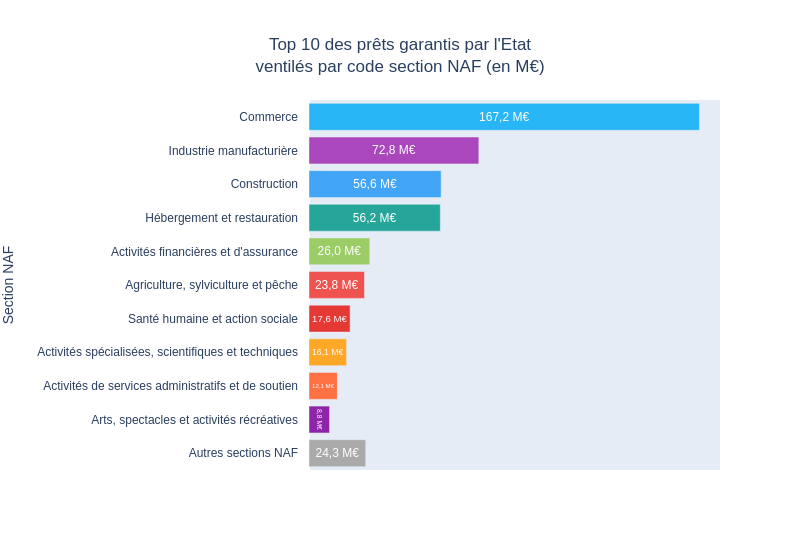 Top 10 des prêts garantis par l'Etat
ventilés par code section NAF (en M€)
Section NAF
Commerce 167,2 M€
Industrie manufacturière 72,8 M€
Construction 56,6 M€
Hébergement et restauration 56,2 M€
Activités financières et d'assurance 26,0 M€
Agriculture, sylviculture et pêche 23,8 M€
Santé humaine et action sociale 17,6 M€
Activités spécialisées, scientifiques et techniques 16,1 M€
Activités de services administratifs et de soutien 12,1 M€
Arts, spectacles et activités récréatives 8,8 M€
Autres sections NAF 24,3 M€